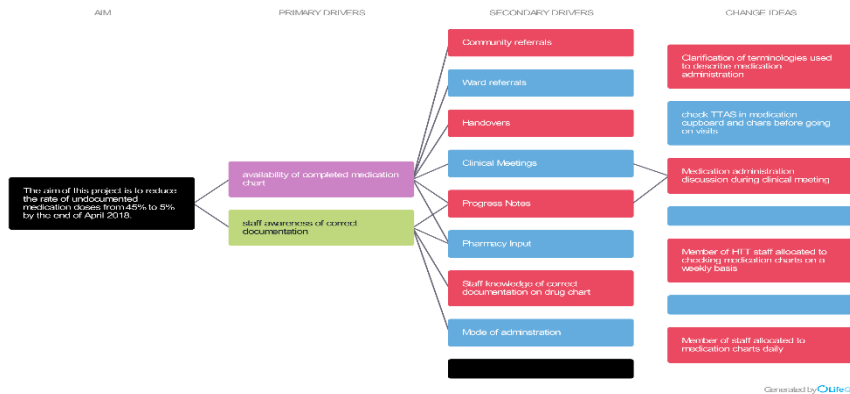 AIM
PRIMARY DRIVERS
SECONDARY DRIVERS
CHANGE IDEAS
The aim of this project is to reduce
the rate of undocumented
medication doses from 45% to 5%
by the end of April 2018.
availability of completed medication
chart
staff awareness of correct
documentation
Community referrals
Ward referrals
Handovers
Clinical Meetings
Progress Notes
Pharmacy Input
Staff knowledge of correct
documentation on drug chart
Mode of adminstration
Clarification of terminologies used
to describe medication
administration
check TTAS in medication
cupboard and chars before going
on visits
Medication administration
discussion during clinical meeting
Member of HTT staff allocated to
checking medication charts on a
weekly basis
Member of staff allocated to
medication charts daily
Generated by Life